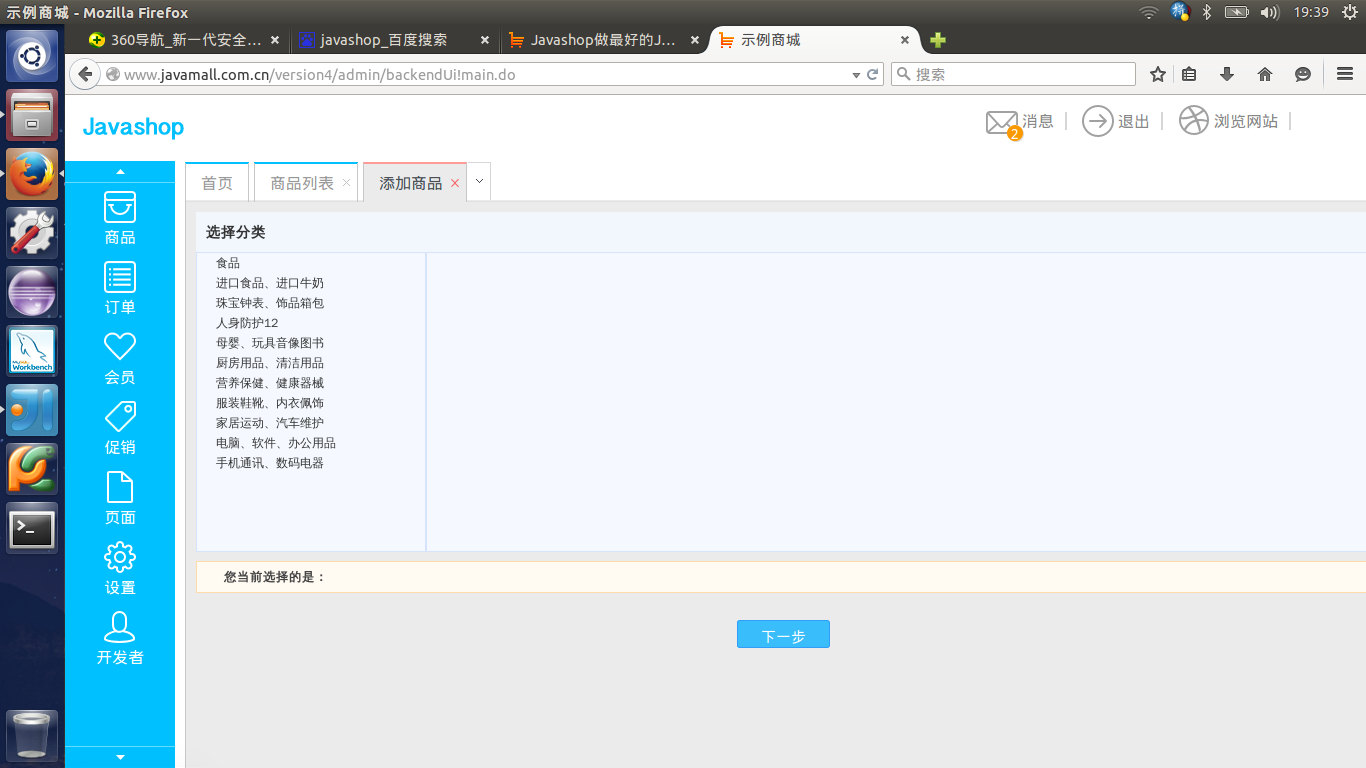 示例商城 - Mozilla Firefox
19:39
360导航_新一代安全...
javashop_百度搜索
Javashop做最好的J...
示例商城
www.javamall.com.cn/version4/admin/backendUi!main.do
搜索
Javashop
2
消息
退出
浏览网站
首页
商品列表
添加商品
商品
订单
会员
促销
页面
设置
开发者
选择分类
食品
进口食品、进口牛奶
珠宝钟表、饰品箱包
人身防护12
母婴、玩具音像图书
厨房用品、清洁用品
营养保健、健康器械
服装鞋靴、内衣佩饰
家居运动、汽车维护
电脑、软件、办公用品
手机通讯、数码电器
您当前选择的是：
下一步
Workbench